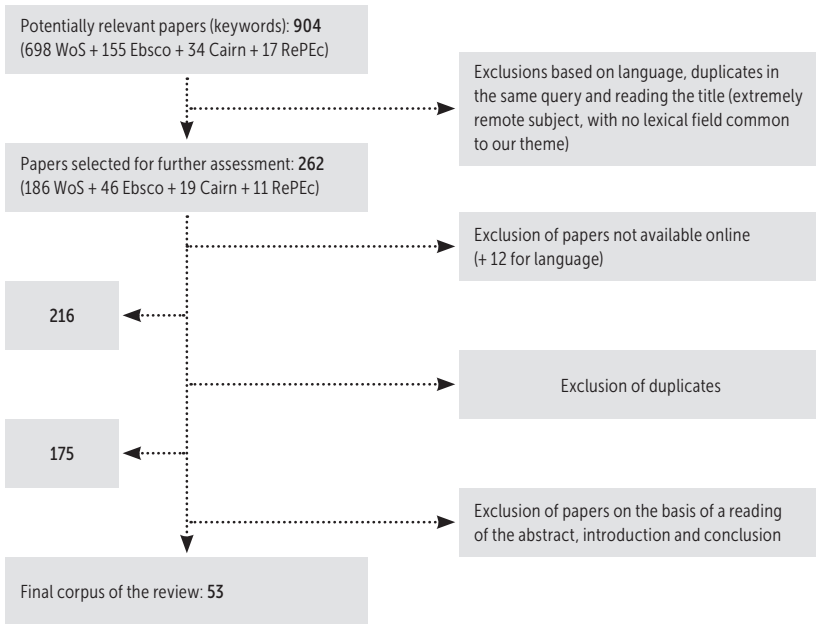 Potentially relevant papers (keywords): 904
(698 WoS + 155 Ebsco + 34 Cairn + 17 RePEc)
Exclusions based on language, duplicates in
the same query and reading the title (extremely
remote subject, with no lexical field common
to our theme)
Papers selected for further assessment: 262
(186 WoS + 46 Ebsco + 19 Cairn + 11 RePEc)
Exclusion of papers not available online
(+ 12 for language)
216
Exclusion of duplicates
175
Exclusion of papers on the basis of a reading
of the abstract, introduction and conclusion
Final corpus of the review: 53